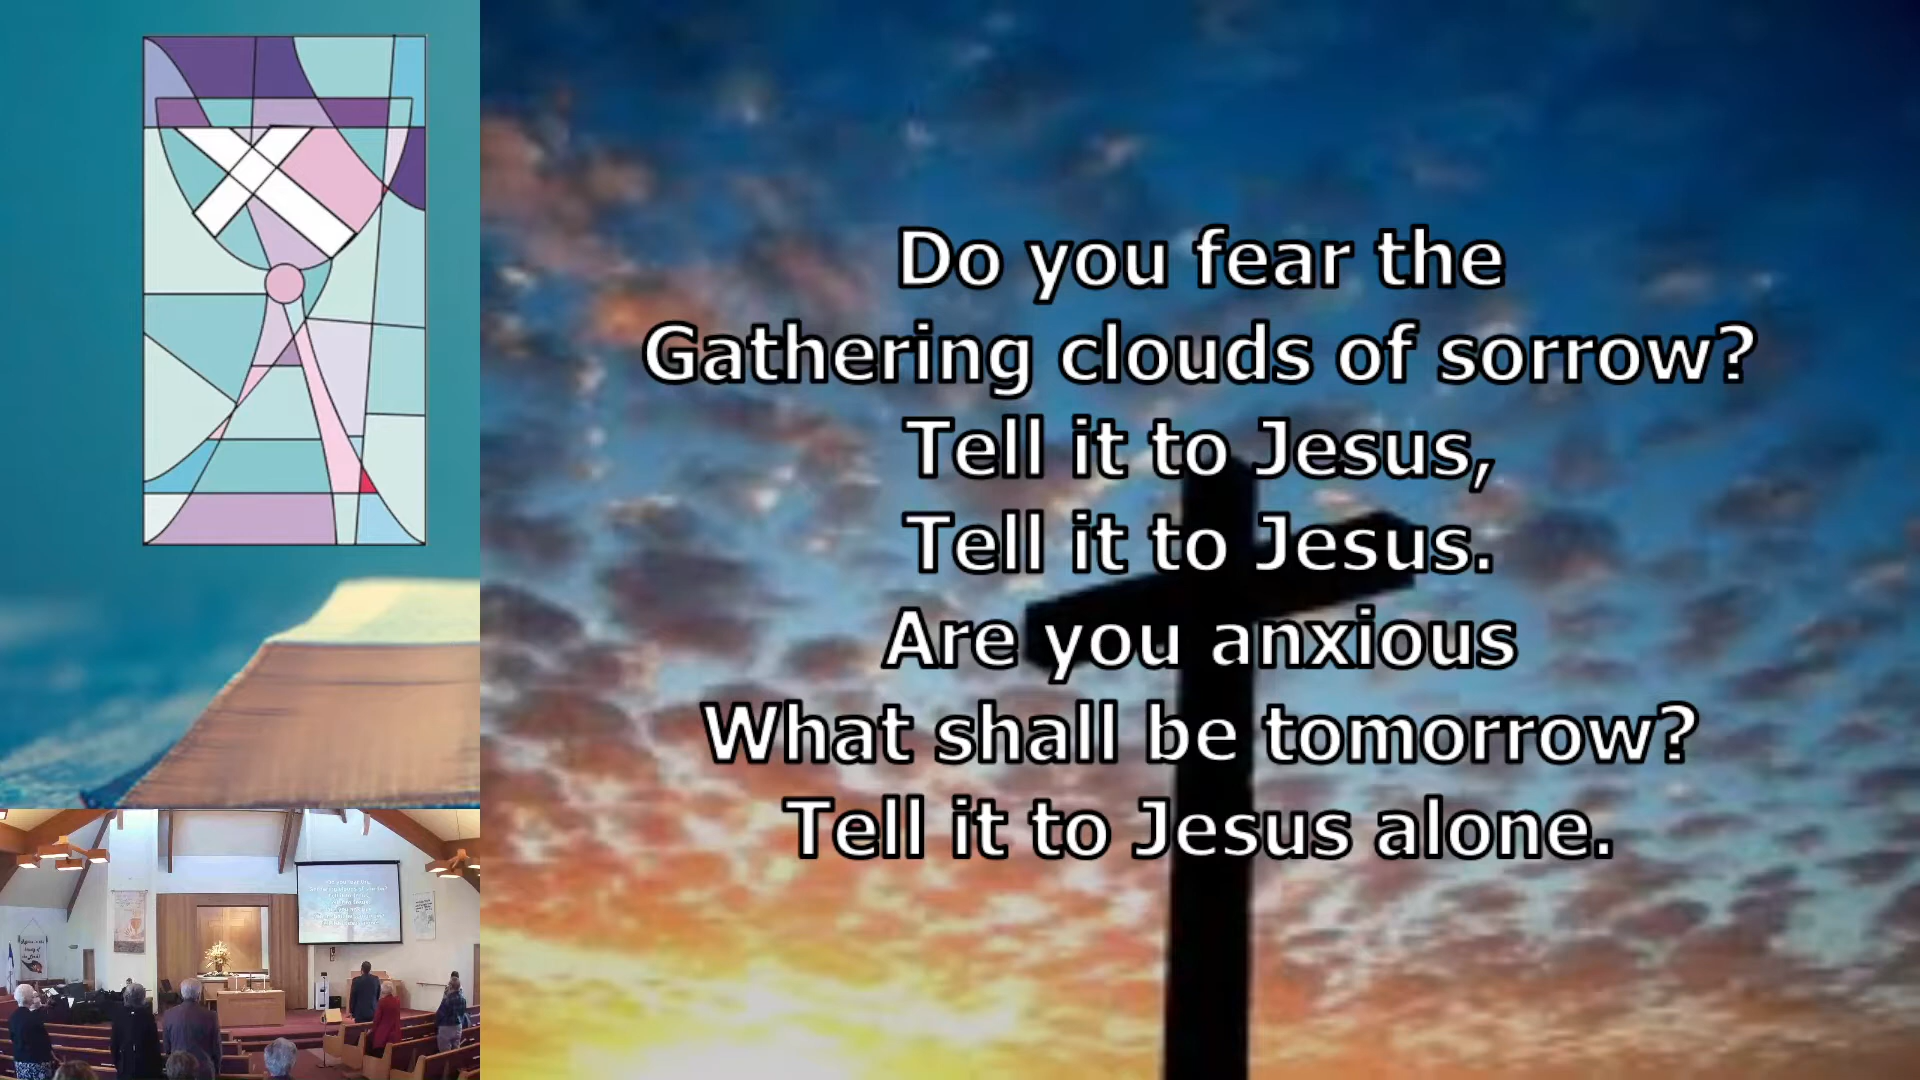 Do you fear the
Gathering clouds of sorrow?
Tell it to Jesus,
Tell it to Jesus.
Are you anxious
What shall be tomorrow?
Tell it to Jesus alone.